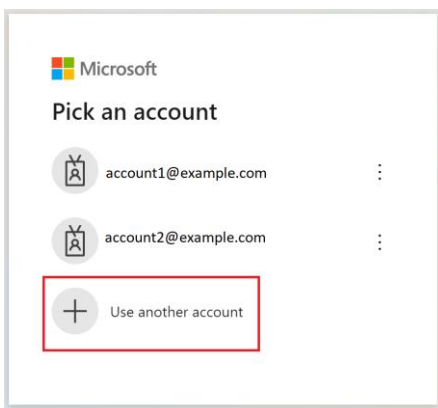 Microsoft
Pick an account
account1@example.com
account2@example.com
Use another account